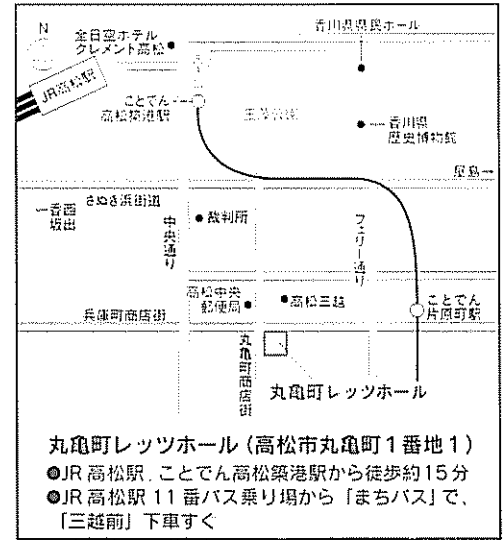 N
全日空ホテル
クレメント高松
香川県県民ホール
JR高松駅
ことでん
高松築港駅
玉藻公園
香川県
歴史博物館
屋島→
さぬき浜街道
←香西
坂出
中央通り
裁判所
フェリー通り
高松中央
郵便局
高松三越
ことでん
片原町駅
兵庫町商店街
丸亀町商店街
丸亀町レッツホール
丸亀町レッツホール(高松市丸亀町1番地1)
●JR高松駅、ことでん高松築港駅から徒歩約15分
●JR高松駅11番バス乗り場から「まちバス」で、
「三越前」下車すぐ